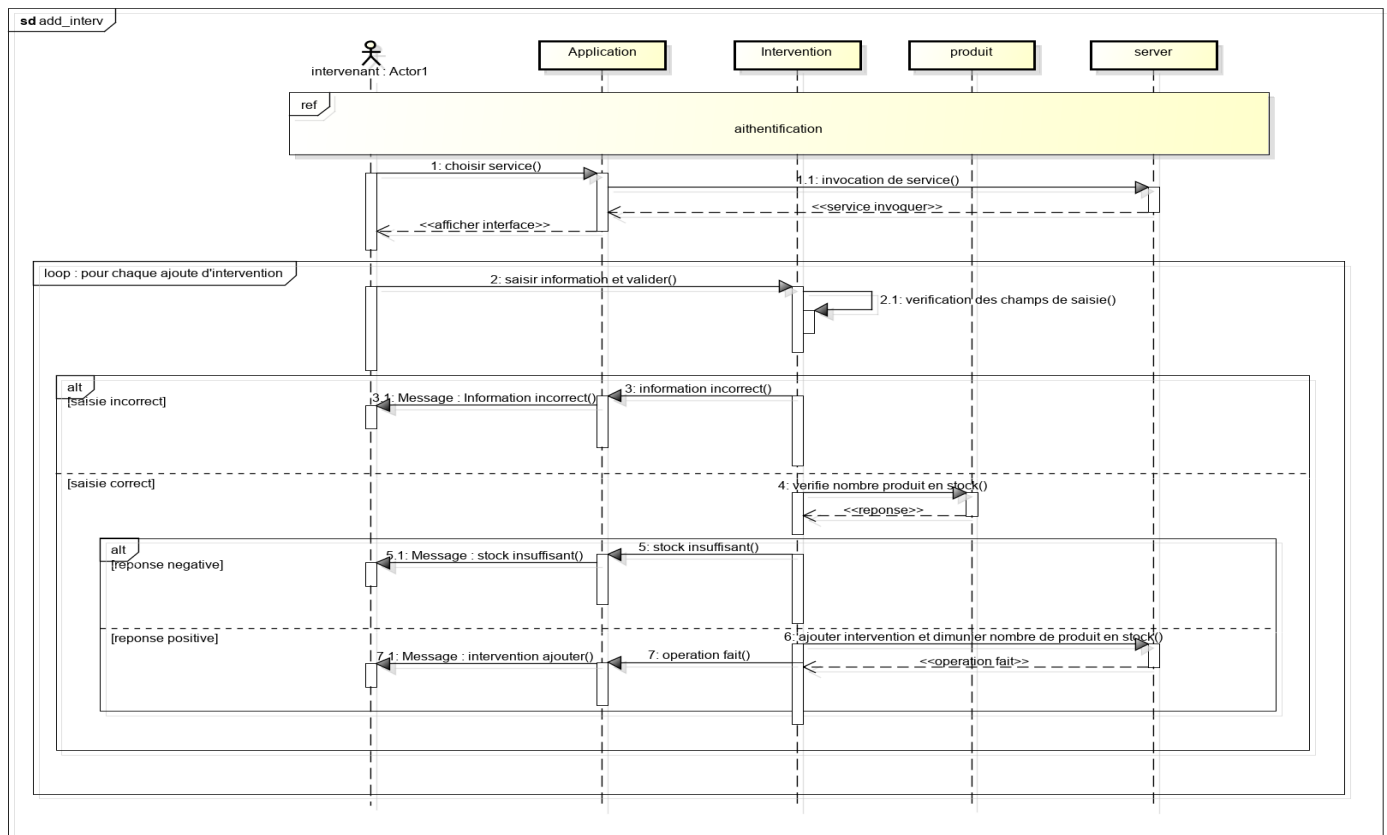 sd add_interv
intervenant : Actor1
Application
Intervention
produit
server
ref
aithentification
1: choisir service()
1.1: invocation de service()
<<service invoquer>>
<<afficher interface>>
loop : pour chaque ajoute d'intervention
2: saisir information et valider()
2.1: verification des champs de saisie()
alt
[saisie incorrect]
3: information incorrect()
3.1: Message : Information incorrect()
[saisie correct]
4: verifie nombre produit en stock()
<<reponse>>
alt
[reponse negative]
5: stock insuffisant()
5.1: Message : stock insuffisant()
[reponse positive]
6: ajouter intervention et dimunier nombre de produit en stock()
<<operation fait>>
7: operation fait()
7.1: Message : intervention ajouter()